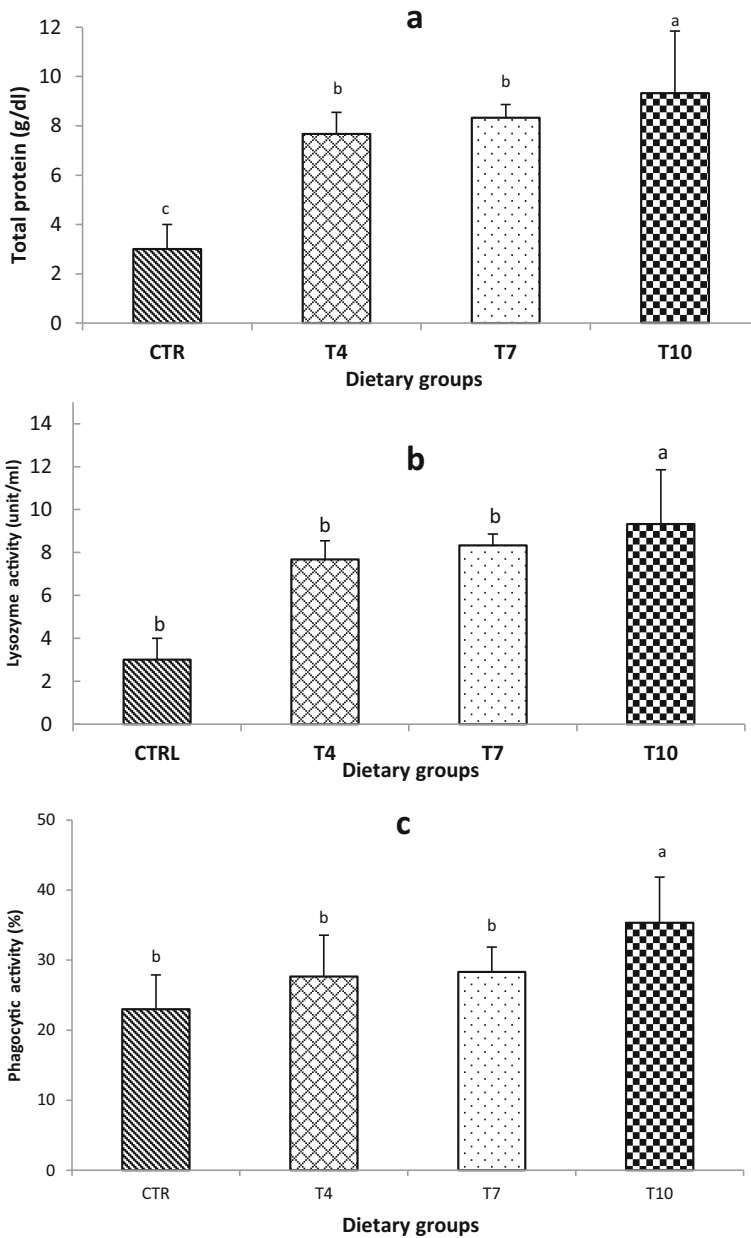 a
Total protein (g/dl)
12
10
8
6
4
2
0
c
b
b
a
CTR T4 T7 T10
Dietary groups
b
Lysozyme activity (unit/ml)
14
12
10
8
6
4
2
0
b
b
b
a
CTRL T4 T7 T10
Dietary groups
c
Phagocytic activity (%)
50
40
30
20
10
0
b
b
b
a
CTR T4 T7 T10
Dietary groups